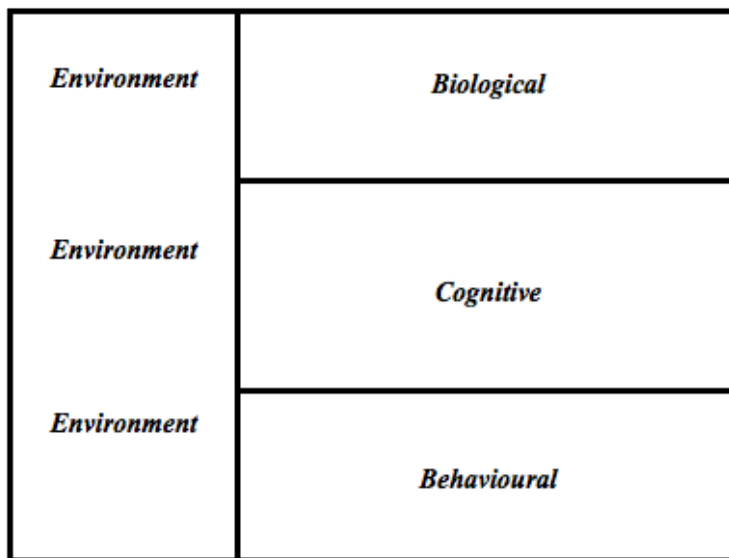 Environment
Biological
Environment
Cognitive
Environment
Behavioural